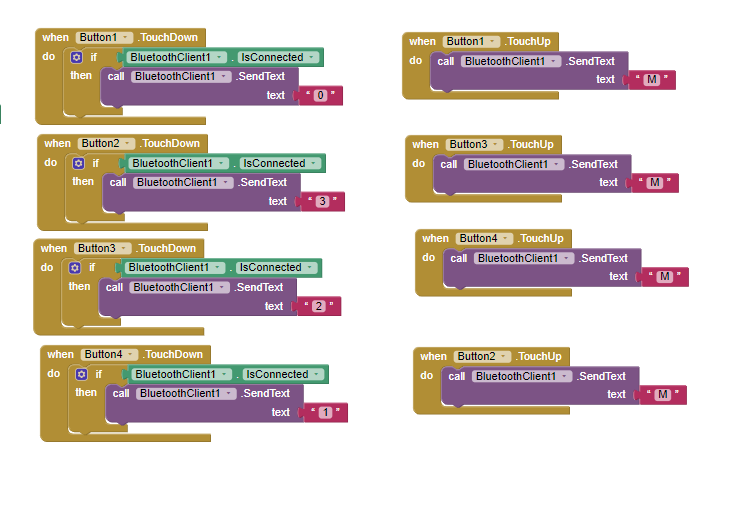 when Button1 .TouchDown
do if BluetoothClient1 . IsConnected
then call BluetoothClient1 .SendText
text " 0 "
when Button2 .TouchDown
do if BluetoothClient1 . IsConnected
then call BluetoothClient1 .SendText
text " 3 "
when Button3 .TouchDown
do if BluetoothClient1 . IsConnected
then call BluetoothClient1 .SendText
text " 2 "
when Button4 .TouchDown
do if BluetoothClient1 . IsConnected
then call BluetoothClient1 .SendText
text " 1 "
when Button1 .TouchUp
do call BluetoothClient1 .SendText
text " M "
when Button3 .TouchUp
do call BluetoothClient1 .SendText
text " M "
when Button4 .TouchUp
do call BluetoothClient1 .SendText
text " M "
when Button2 .TouchUp
do call BluetoothClient1 .SendText
text " M "